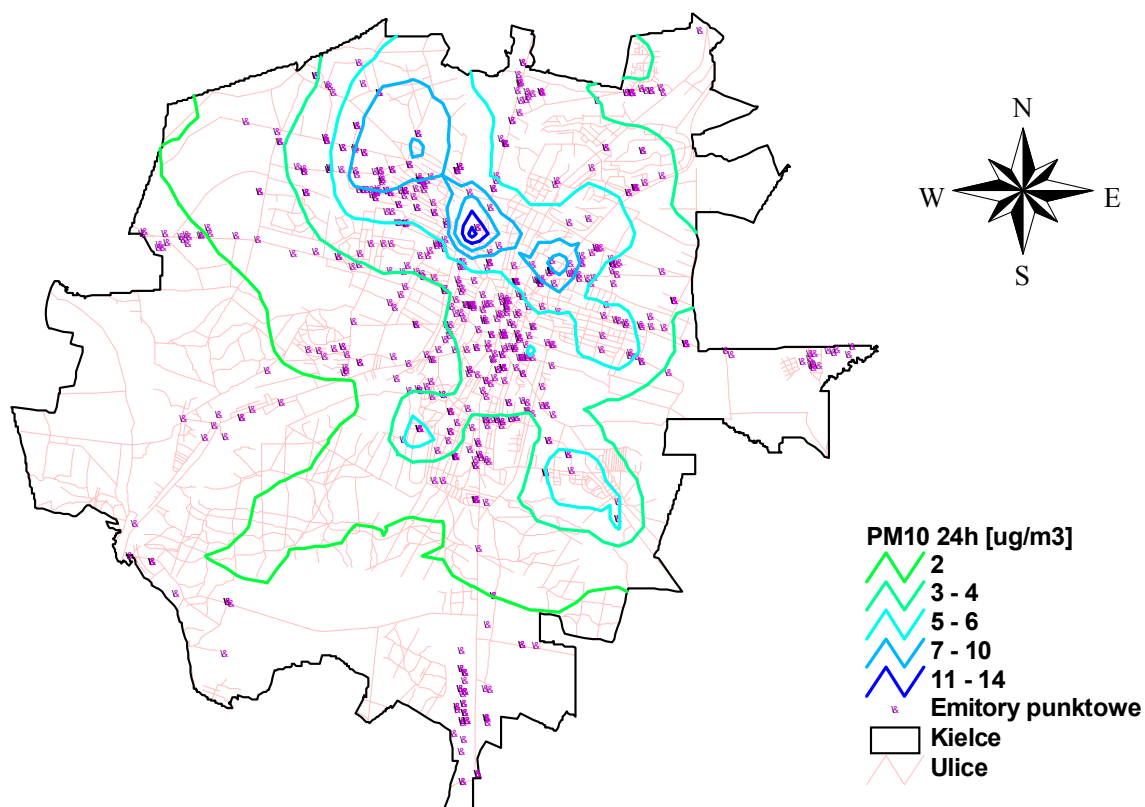 N
W E
S
PM10 24h [ug/m3]
2
3 - 4
5 - 6
7 - 10
11 - 14
Emitory punktowe
Kielce
Ulice